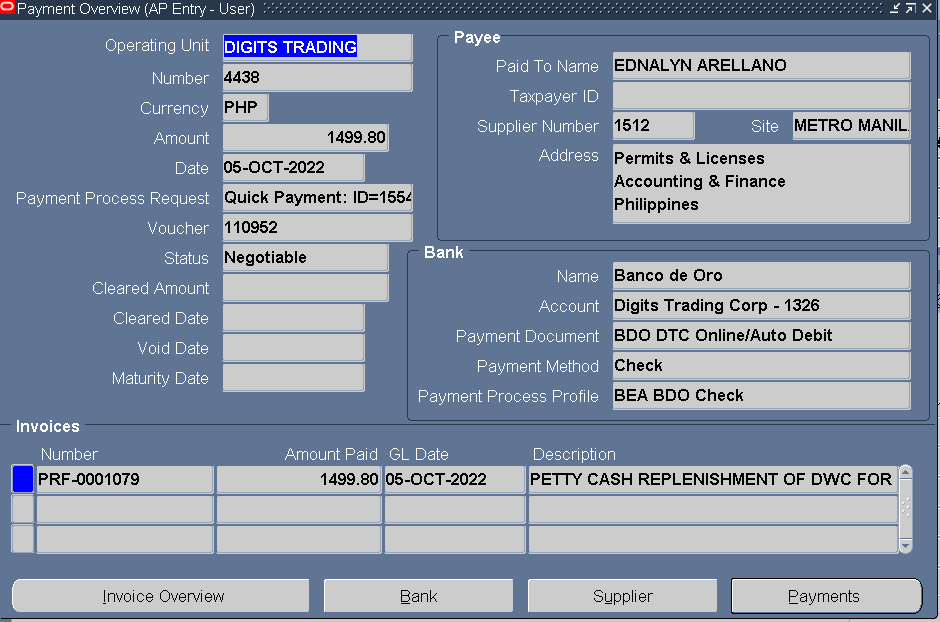 Payment Overview (AP Entry - User)
Operating Unit DIGITS TRADING
Number 4438
Currency PHP
Amount 1499.80
Date 05-OCT-2022
Payment Process Request Quick Payment: ID=1554
Voucher 110952
Status Negotiable
Cleared Amount
Cleared Date
Void Date
Maturity Date
Payee
Paid To Name EDNALYN ARELLANO
Taxpayer ID
Supplier Number 1512 Site METRO MANIL
Address Permits & Licenses
Accounting & Finance
Philippines
Bank
Name Banco de Oro
Account Digits Trading Corp - 1326
Payment Document BDO DTC Online/Auto Debit
Payment Method Check
Payment Process Profile BEA BDO Check
Invoices
Number Amount Paid GL Date Description
PRF-0001079 1499.80 05-OCT-2022 PETTY CASH REPLENISHMENT OF DWC FOR
Invoice Overview Bank Supplier Payments